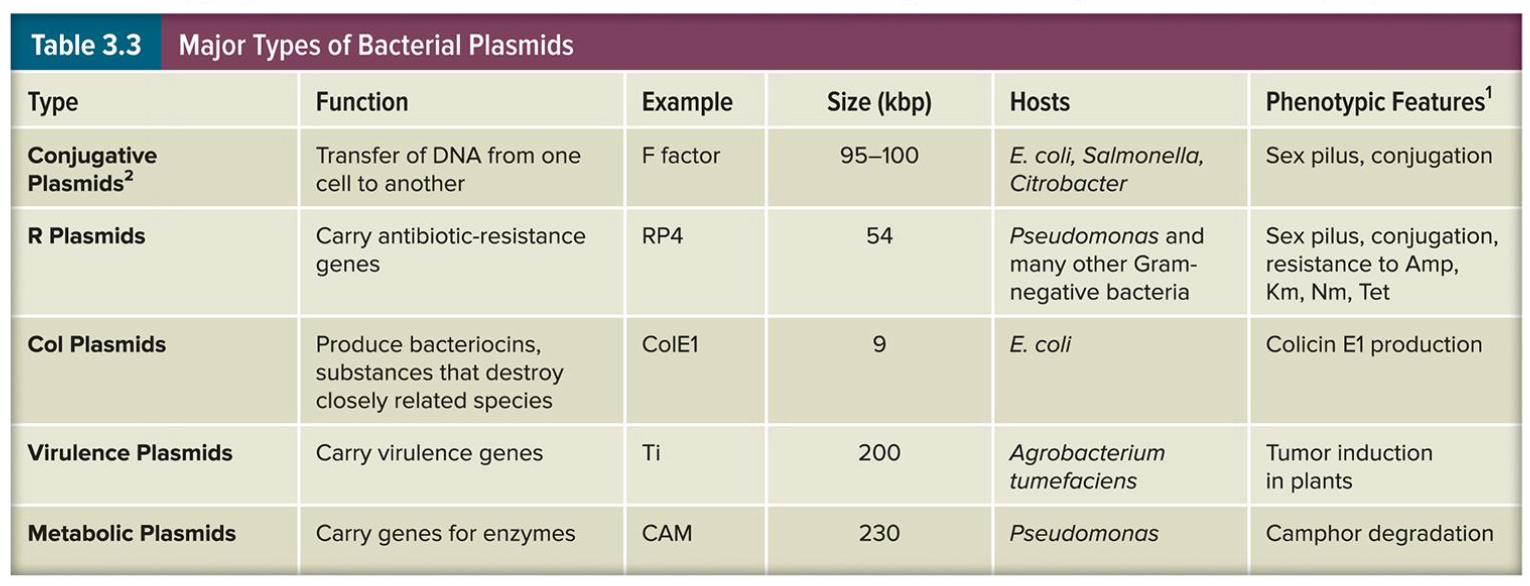 Table 3.3 Major Types of Bacterial Plasmids
Type Function Example Size (kbp) Hosts Phenotypic Features¹
Conjugative Plasmids² Transfer of DNA from one cell to another F factor 95–100 E. coli, Salmonella, Citrobacter Sex pilus, conjugation
R Plasmids Carry antibiotic-resistance genes RP4 54 Pseudomonas and many other Gram-negative bacteria Sex pilus, conjugation, resistance to Amp, Km, Nm, Tet
Col Plasmids Produce bacteriocins, substances that destroy closely related species ColE1 9 E. coli Colicin E1 production
Virulence Plasmids Carry virulence genes Ti 200 Agrobacterium tumefaciens Tumor induction in plants
Metabolic Plasmids Carry genes for enzymes CAM 230 Pseudomonas Camphor degradation